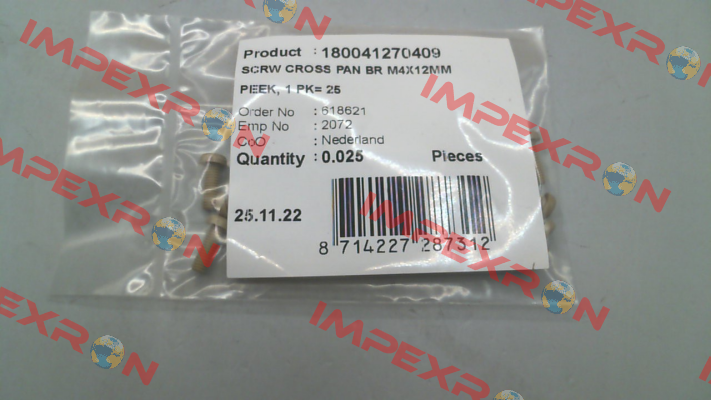 Product : 180041270409
SCRW CROSS PAN BR M4X12MM
PEEK, 1 PK= 25
Order No : 618621
Emp No : 2072
CoO : Nederland
Quantity : 0.025 Pieces
25.11.22
8 714227 287312
IMPEXRON
IMPEXRON
IMPEXRON
IMPEXRON
IMPEXRON
IMPEXRON